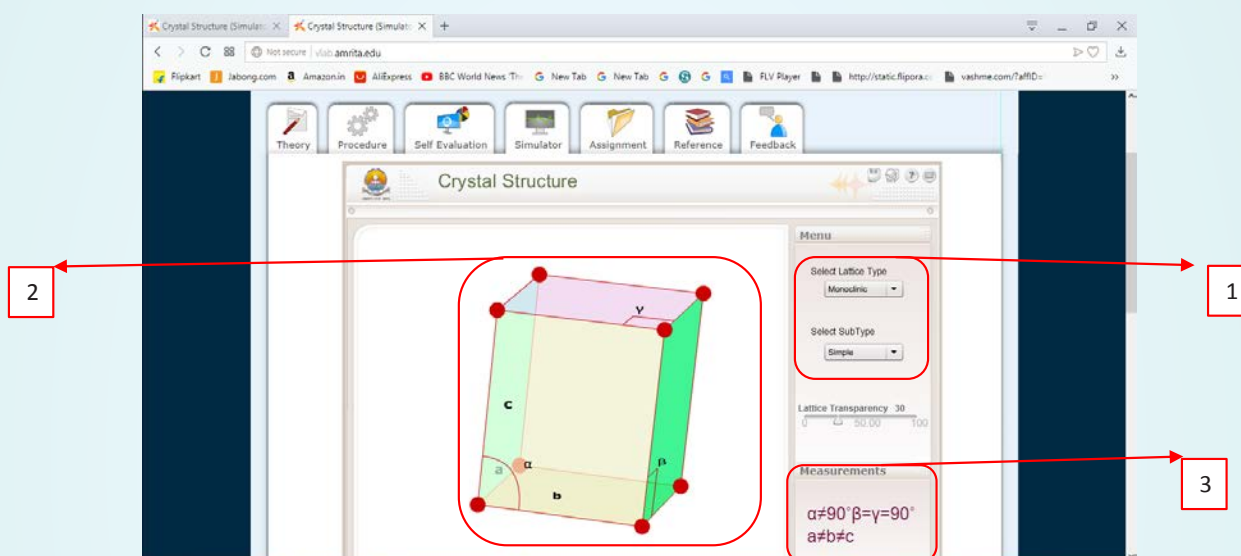 Crystal Structure (Simulat
Crystal Structure (Simulat
Not secure vlab.amrita.edu
Flipkart Jabong.com Amazon.in AliExpress BBC World News New Tab New Tab G G FLV Player http://static.flipora.c vashme.com/?affID=
Theory Procedure Self Evaluation Simulator Assignment Reference Feedback
Crystal Structure
Menu
Select Lattice Type
Monoclinic
Select SubType
Simple
Lattice Transparency 30
0 50.00 100
Measurements
α≠90°β=γ=90°
a≠b≠c
γ
c
a
α
β
b
2
1
3